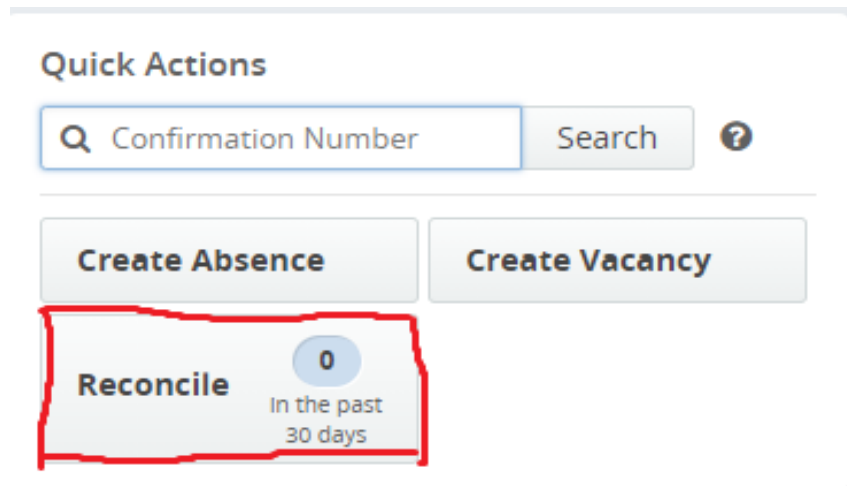 Quick Actions
Confirmation Number Search
Create Absence Create Vacancy
Reconcile
0
In the past
30 days